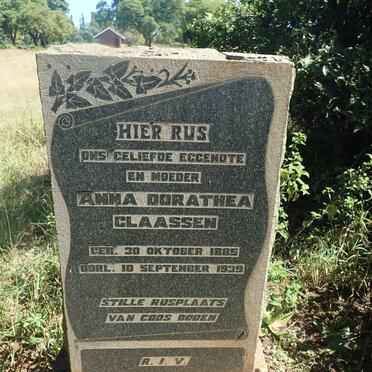 HIER RUS
ONS GELIEFDE EGGENOTE
EN MOEDER
ANNA DORATHEA
CLAASSEN
GEB. 30 OKTOBER 1885
OORL. 10 SEPTEMBER 1939
STILLE RUSPLAATS
VAN GODS DODEN
R. I. V.